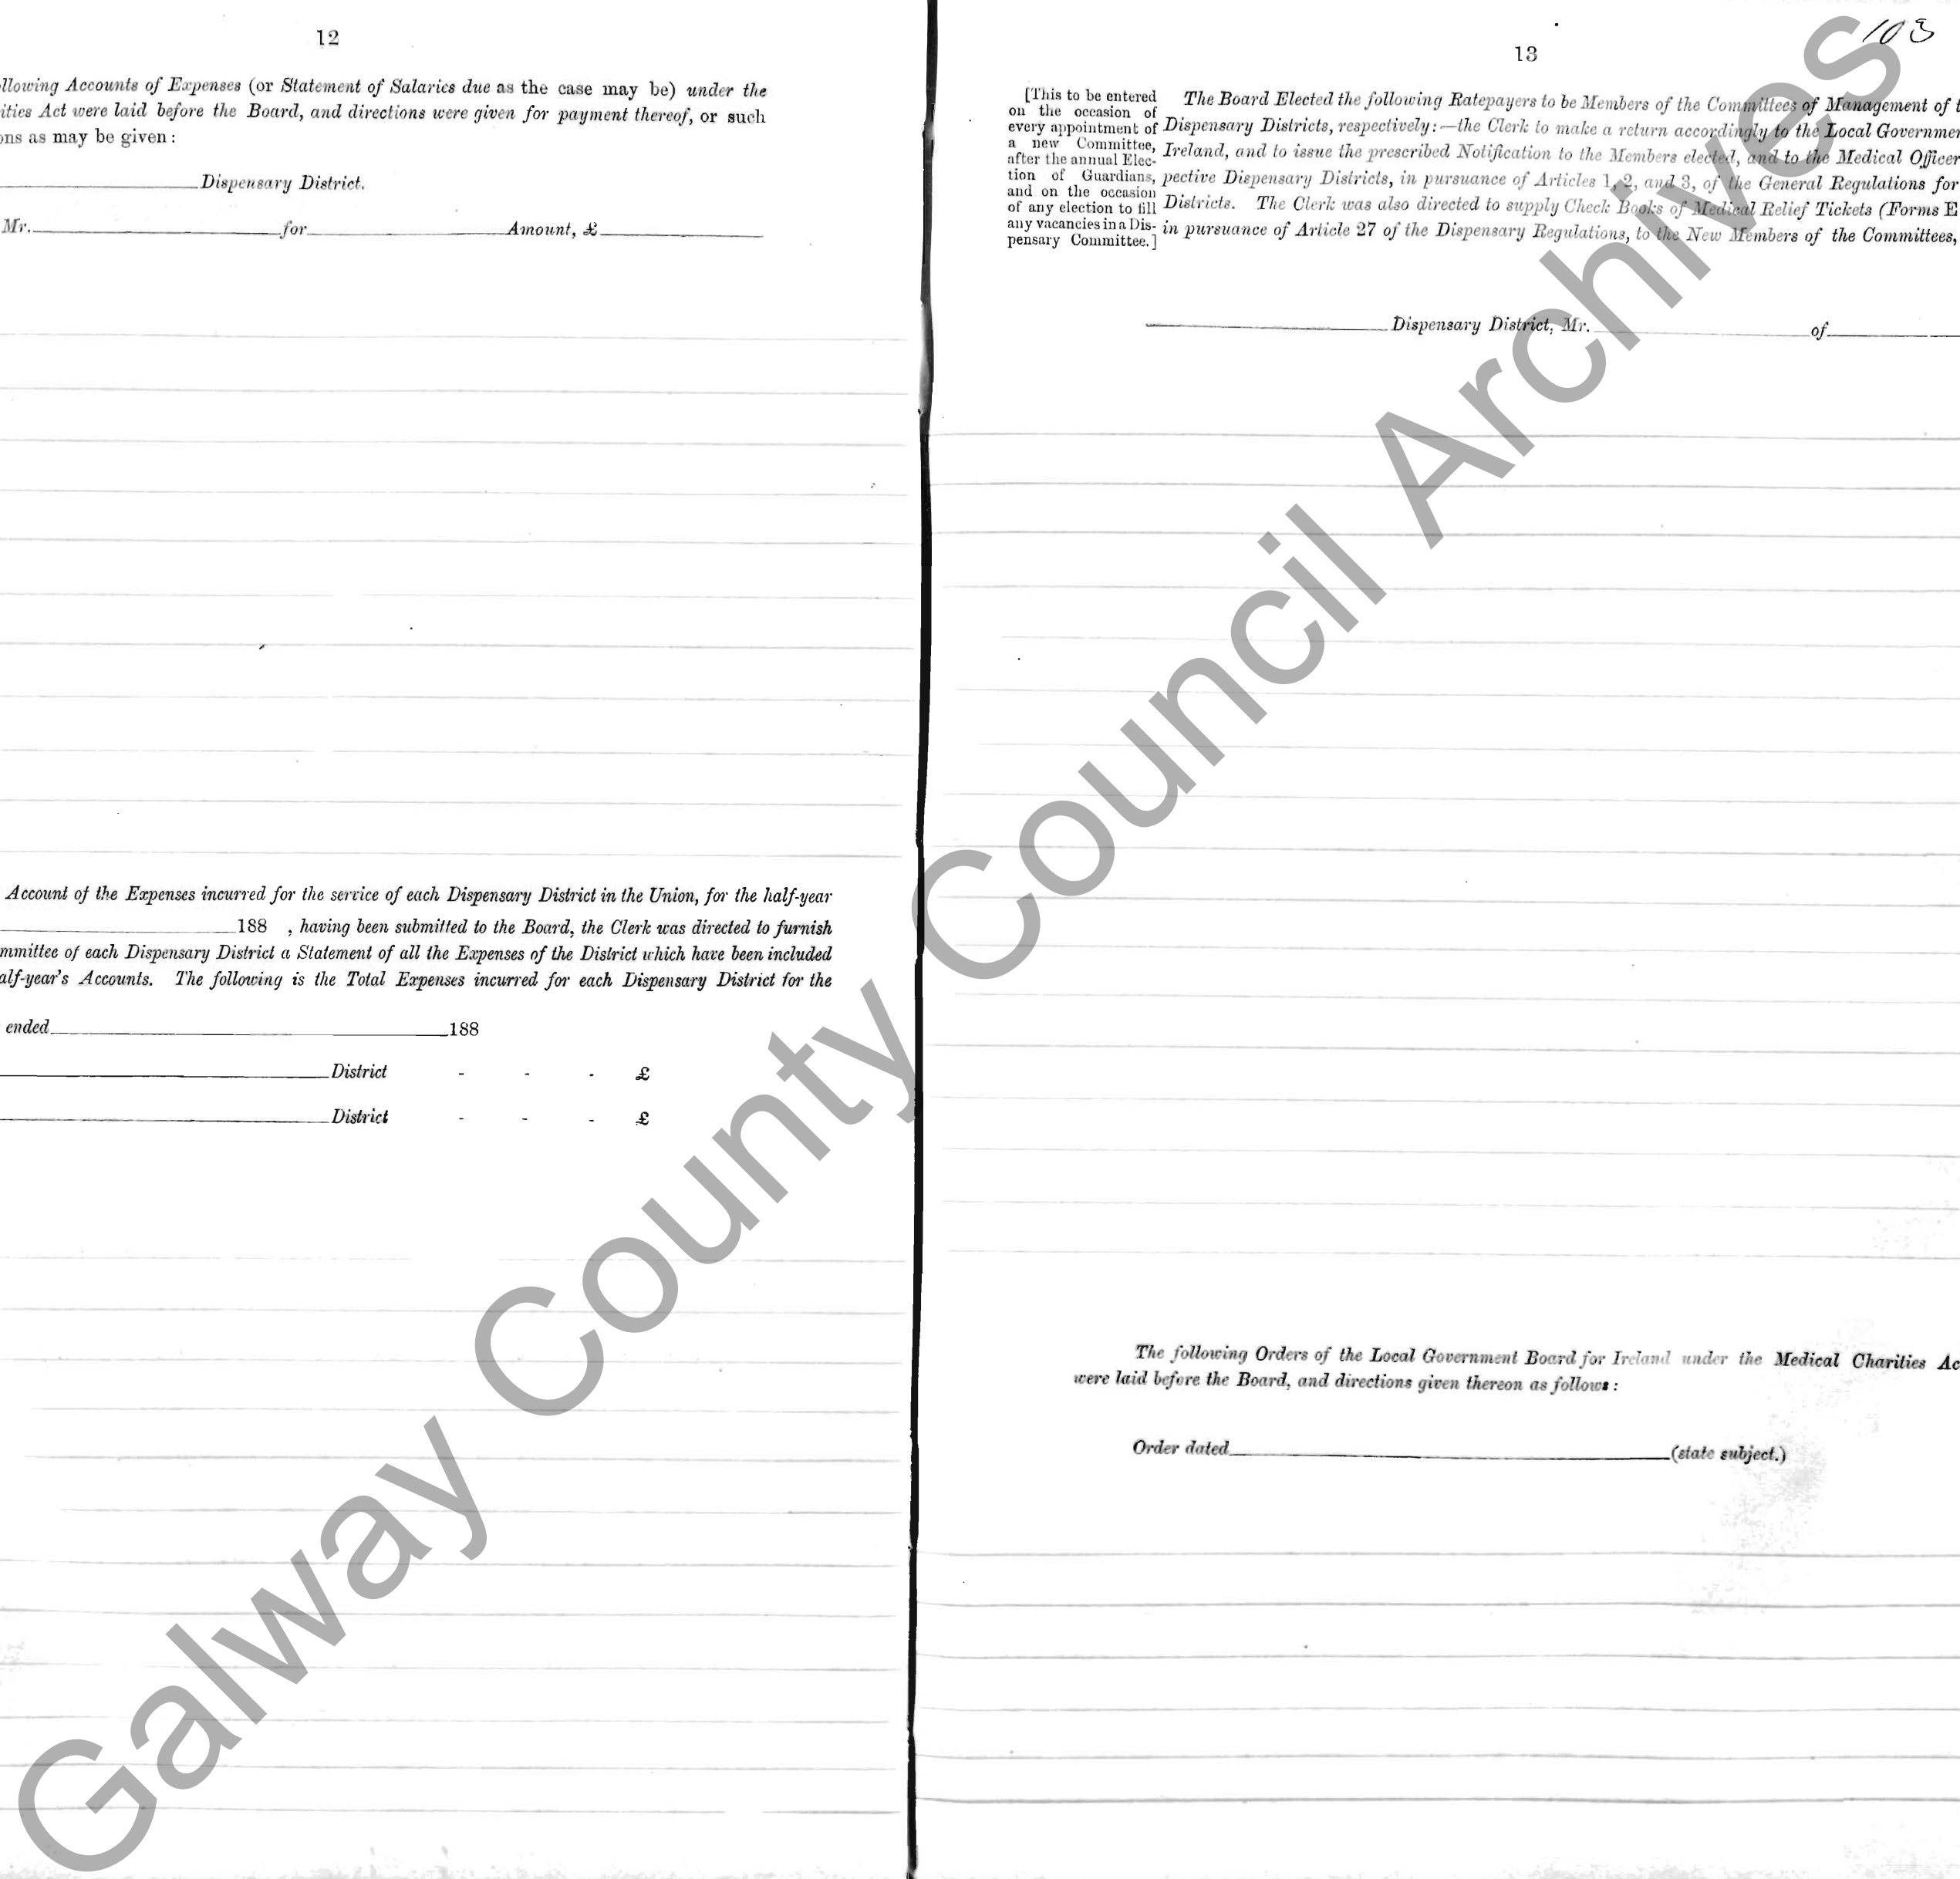 12
llowing Accounts of Expenses (or Statement of Salaries due as the case may be) under the
ities Act were laid before the Board, and directions were given for payment thereof, or such
ons as may be given:
Dispensary District.
Mr. for Amount, £
Account of the Expenses incurred for the service of each Dispensary District in the Union, for the half-year
188 , having been submitted to the Board, the Clerk was directed to furnish
mmittee of each Dispensary District a Statement of all the Expenses of the District which have been included
alf-year's Accounts. The following is the Total Expenses incurred for each Dispensary District for the
ended 188
District - - - £
District - - - £
103
13
[This to be entered
on the occasion of
every appointment of
a new Committee,
after the annual Elec-
tion of Guardians,
and on the occasion
of any election to fill
any vacancies in a Dis-
pensary Committee.]
The Board Elected the following Ratepayers to be Members of the Committees of Management of t
Dispensary Districts, respectively:—the Clerk to make a return accordingly to the Local Governmen
Ireland, and to issue the prescribed Notification to the Members elected, and to the Medical Officer
pective Dispensary Districts, in pursuance of Articles 1, 2, and 3, of the General Regulations for
Districts. The Clerk was also directed to supply Check Books of Medical Relief Tickets (Forms E
in pursuance of Article 27 of the Dispensary Regulations, to the New Members of the Committees,
Dispensary District, Mr. of
The following Orders of the Local Government Board for Ireland under the Medical Charities Ac
were laid before the Board, and directions given thereon as follows:
Order dated (state subject.)
Galway County Council Archives